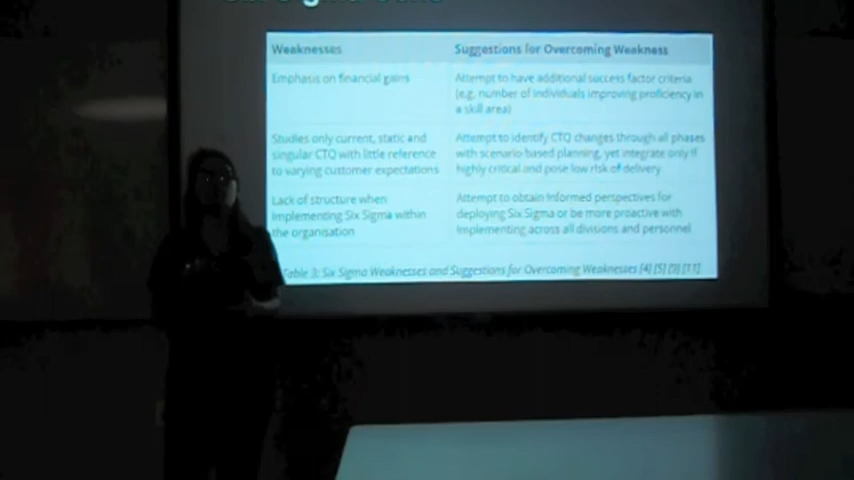 Weaknesses
Suggestions for Overcoming Weakness
Emphasis on financial gains
Attempt to have additional success factor criteria
(e.g. number of individuals improving proficiency in
a skill area)
Studies only current, static and
singular CTQ with little reference
to varying customer expectations
Attempt to identify CTQ changes through all phases
with scenario based planning, yet integrate only if
highly critical and pose low risk of delivery
Lack of structure when
implementing Six Sigma within
the organisation
Attempt to obtain informed perspectives for
deploying Six Sigma or be more proactive with
implementing across all divisions and personnel
Table 3: Six Sigma Weaknesses and Suggestions for Overcoming Weaknesses [4] [5] [9] [11]